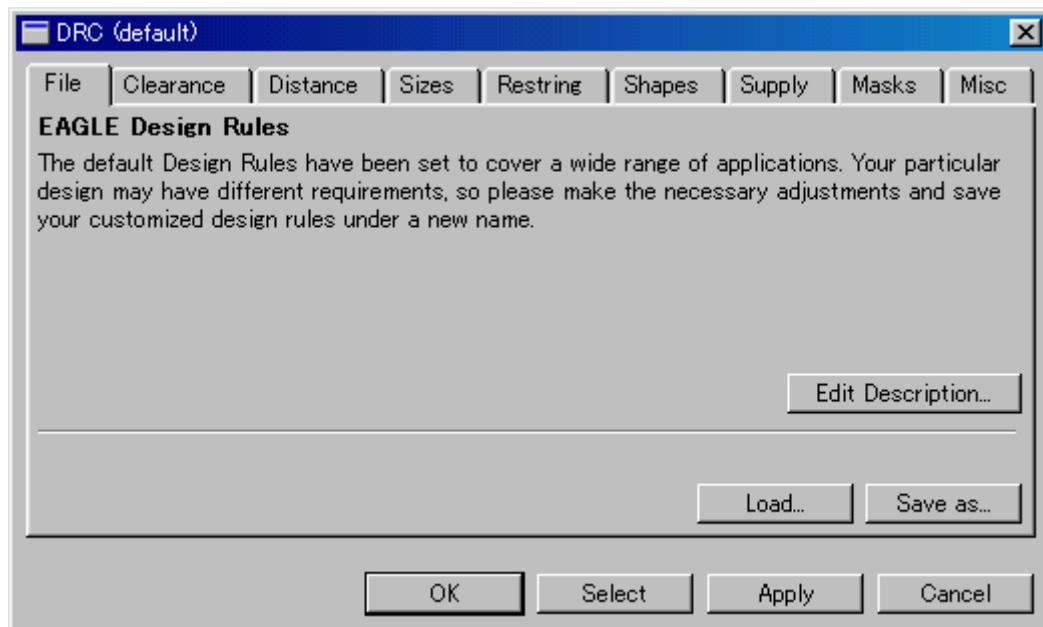 DRC (default)
File Clearance Distance Sizes Restring Shapes Supply Masks Misc
EAGLE Design Rules
The default Design Rules have been set to cover a wide range of applications. Your particular
design may have different requirements, so please make the necessary adjustments and save
your customized design rules under a new name.
Edit Description...
Load... Save as...
OK Select Apply Cancel